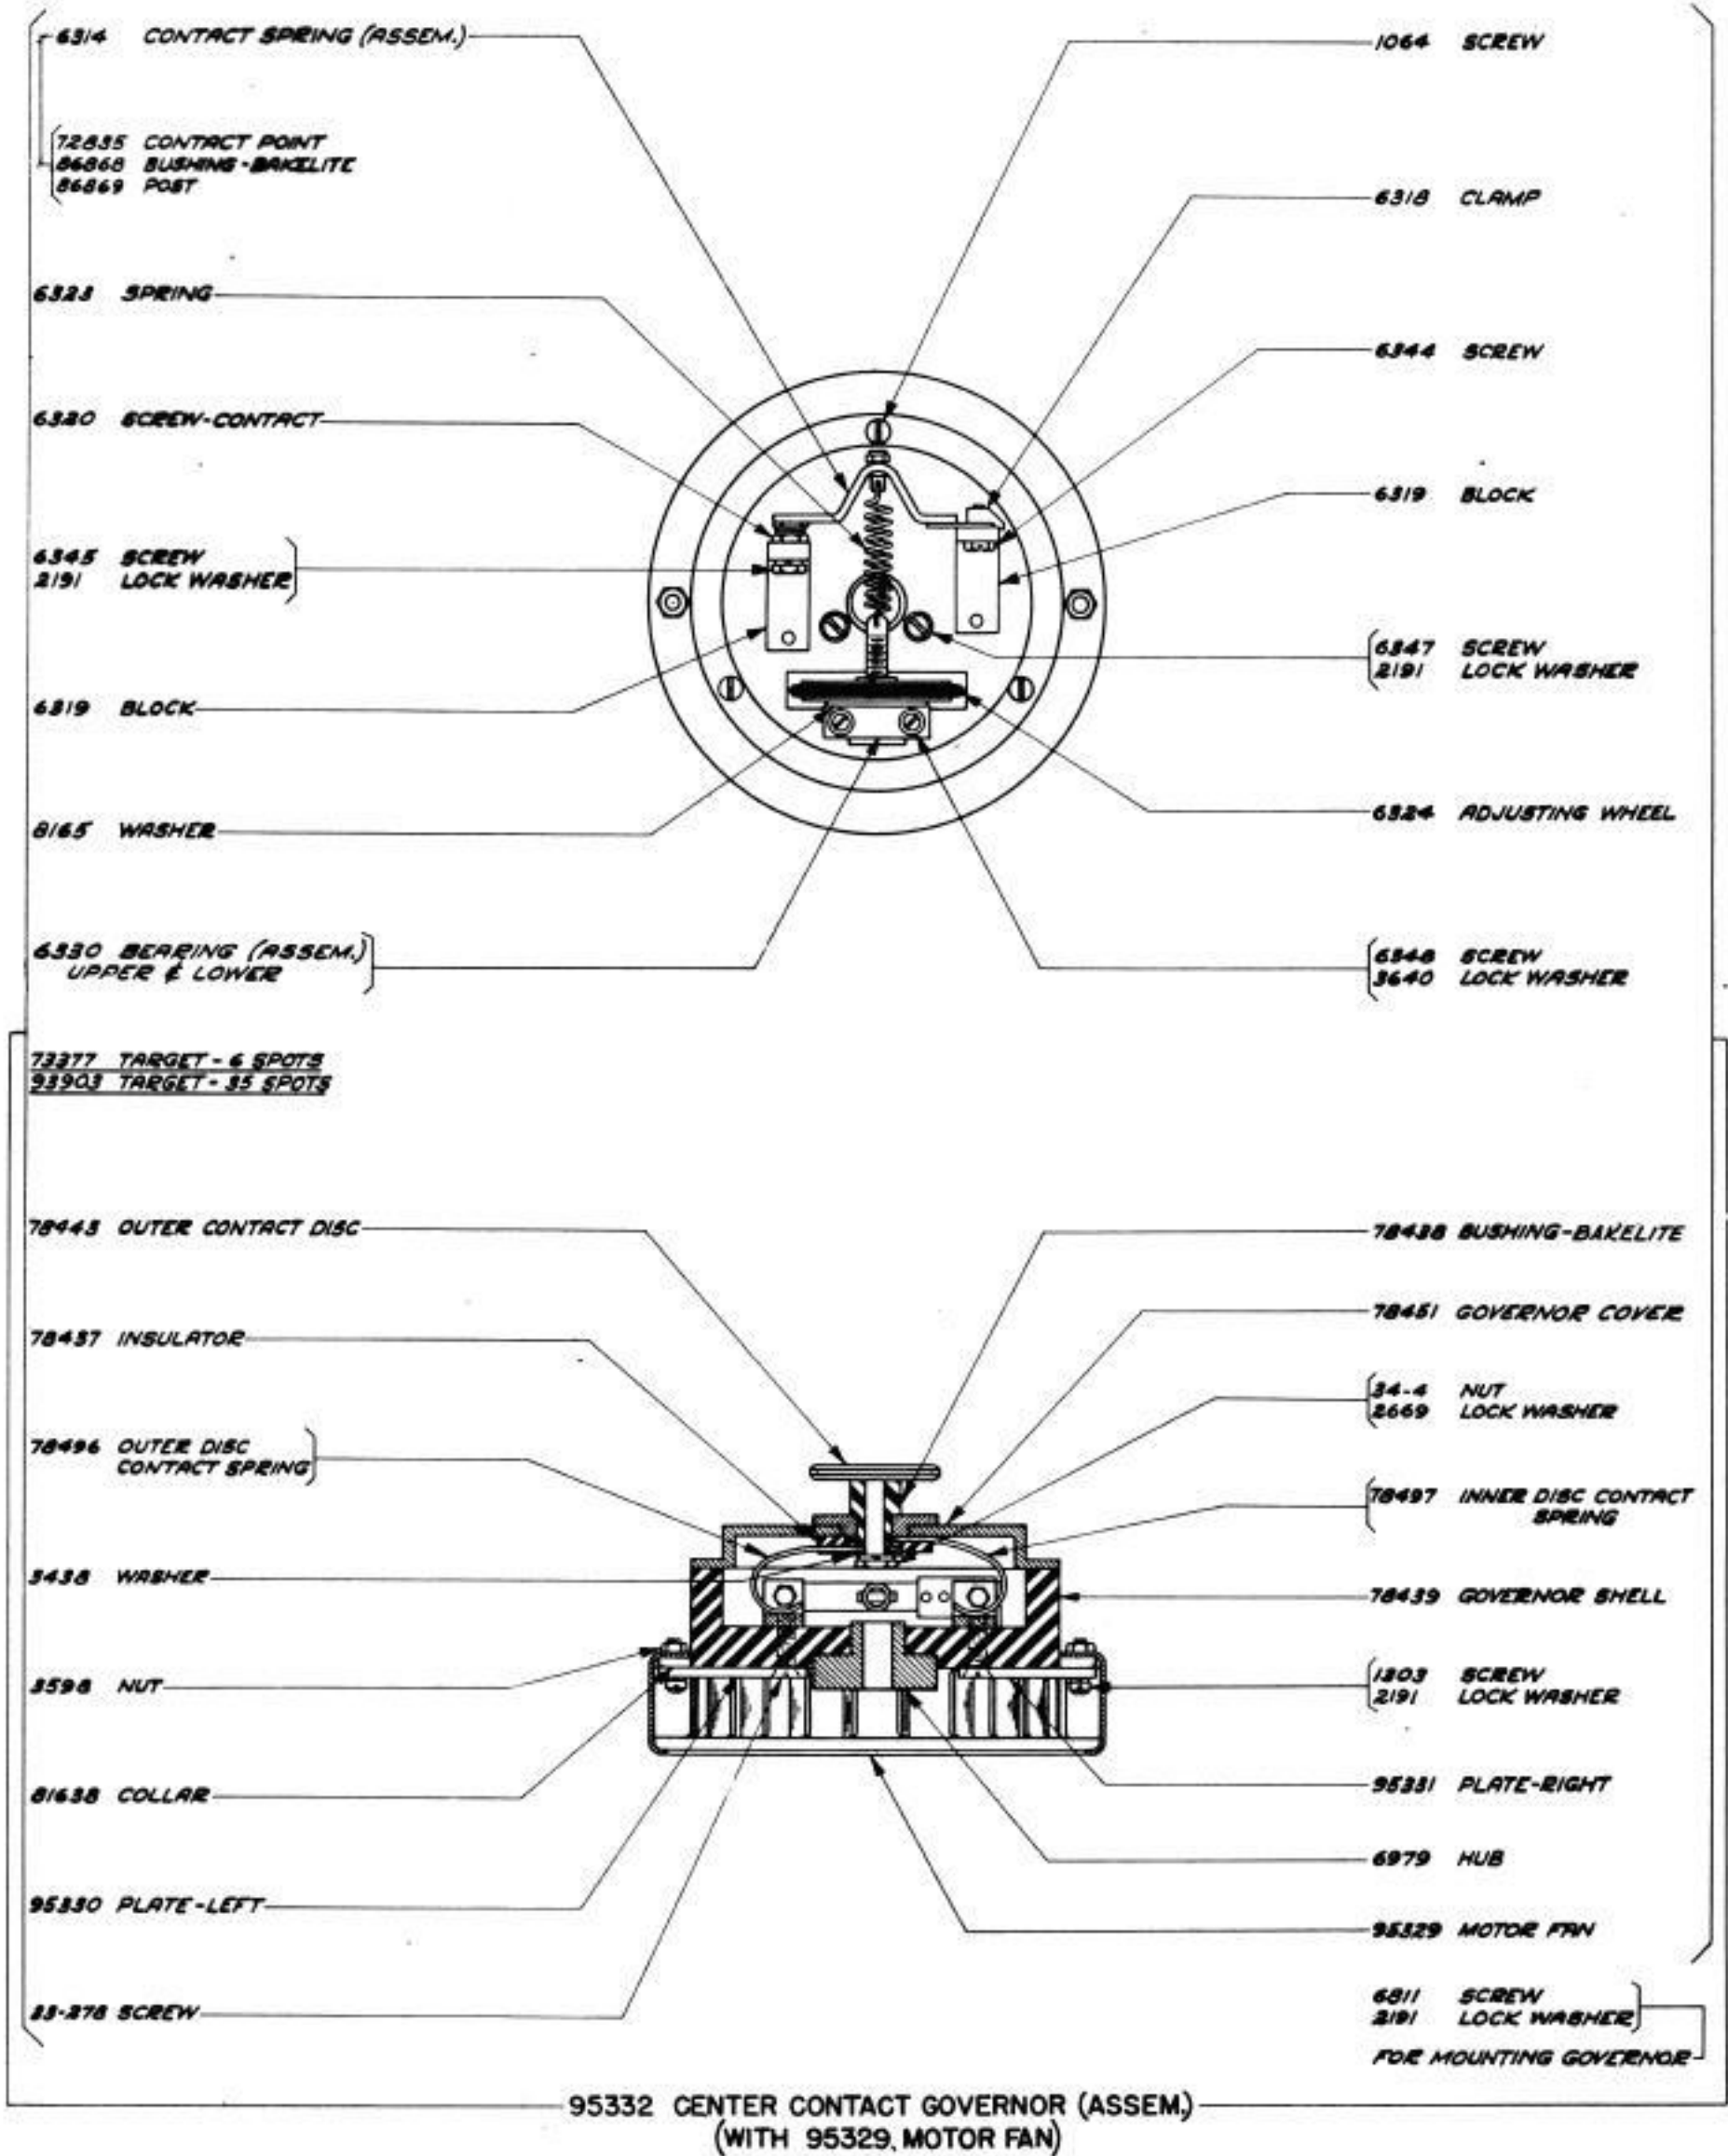 6314 CONTACT SPRING (ASSEM.)
72835 CONTACT POINT
86868 BUSHING-BAKELITE
86869 POST
6323 SPRING
6320 SCREW-CONTACT
6345 SCREW
2191 LOCK WASHER
6319 BLOCK
8165 WASHER
6330 BEARING (ASSEM.)
UPPER & LOWER
73377 TARGET - 6 SPOTS
93903 TARGET - 35 SPOTS
1064 SCREW
6318 CLAMP
6344 SCREW
6319 BLOCK
6347 SCREW
2191 LOCK WASHER
6324 ADJUSTING WHEEL
6348 SCREW
3640 LOCK WASHER
78443 OUTER CONTACT DISC
78437 INSULATOR
78496 OUTER DISC
CONTACT SPRING
3438 WASHER
3598 NUT
81638 COLLAR
95330 PLATE-LEFT
33-278 SCREW
78438 BUSHING-BAKELITE
78451 GOVERNOR COVER
34-4 NUT
2669 LOCK WASHER
78497 INNER DISC CONTACT
SPRING
78439 GOVERNOR SHELL
1203 SCREW
2191 LOCK WASHER
95331 PLATE-RIGHT
6979 HUB
95329 MOTOR FAN
6811 SCREW
2191 LOCK WASHER
FOR MOUNTING GOVERNOR
95332 CENTER CONTACT GOVERNOR (ASSEM.)
(WITH 95329, MOTOR FAN)